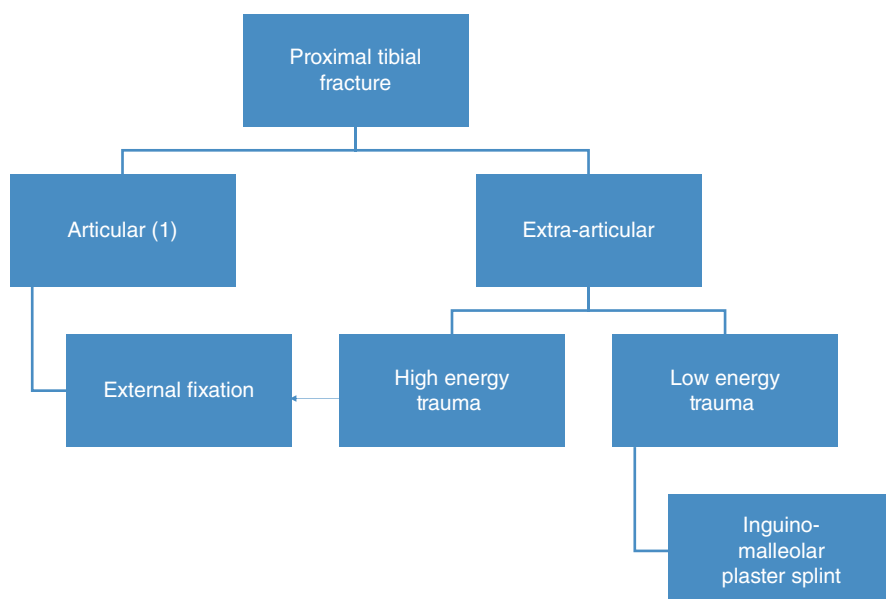 Proximal tibial
fracture
Articular (1)
Extra-articular
External fixation
High energy
trauma
Low energy
trauma
Inguino-
malleolar
plaster splint